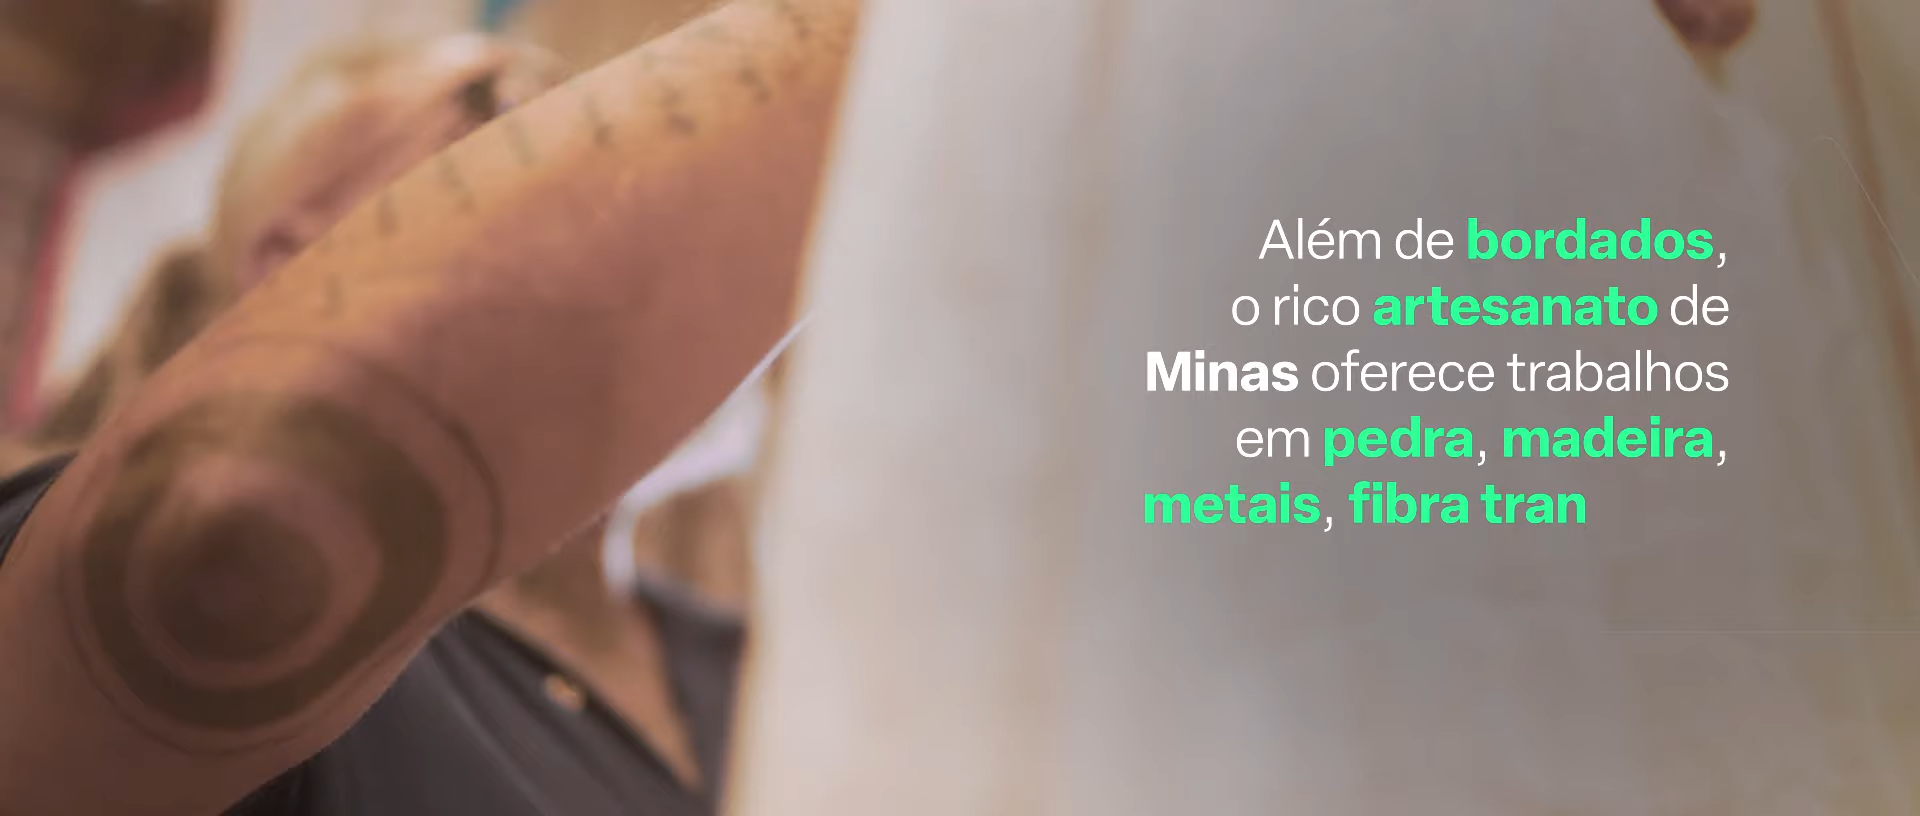 Além de bordados,
o rico artesanato de
Minas oferece trabalhos
em pedra, madeira,
metais, fibra tran